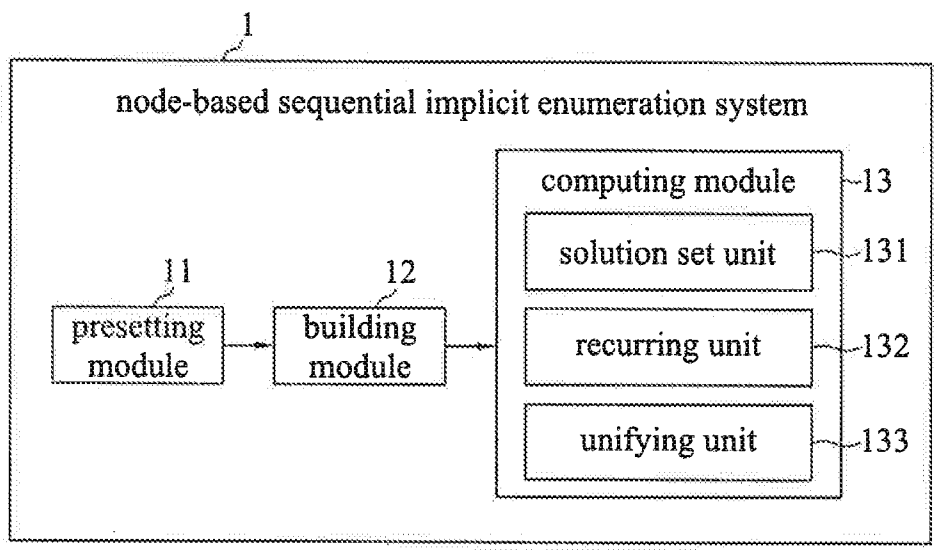 1
node-based sequential implicit enumeration system
computing module
13
solution set unit
131
11
presetting
module
12
building
module
recurring unit
132
unifying unit
133